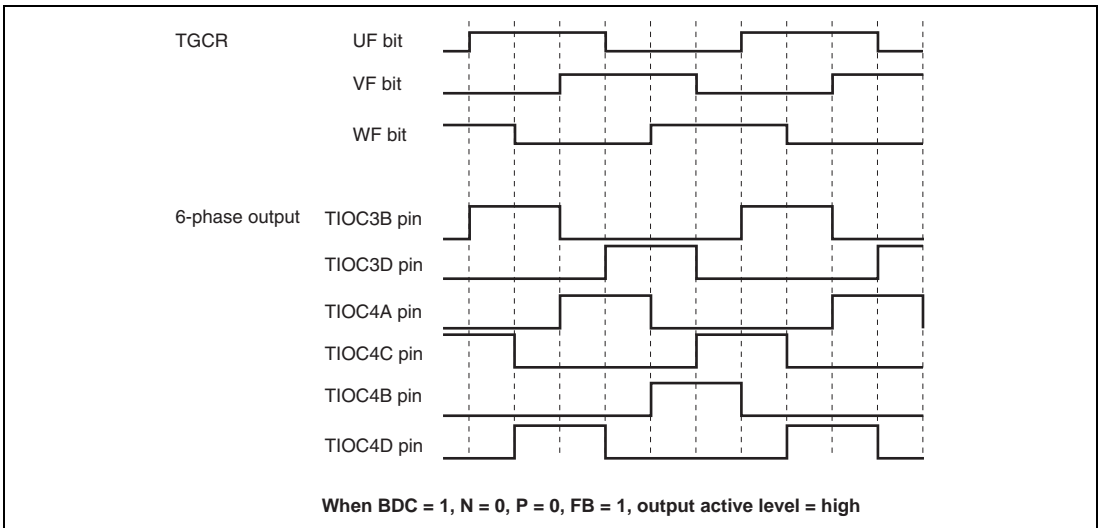 TGCR UF bit
VF bit
WF bit
6-phase output TIOC3B pin
TIOC3D pin
TIOC4A pin
TIOC4C pin
TIOC4B pin
TIOC4D pin
When BDC = 1, N = 0, P = 0, FB = 1, output active level = high